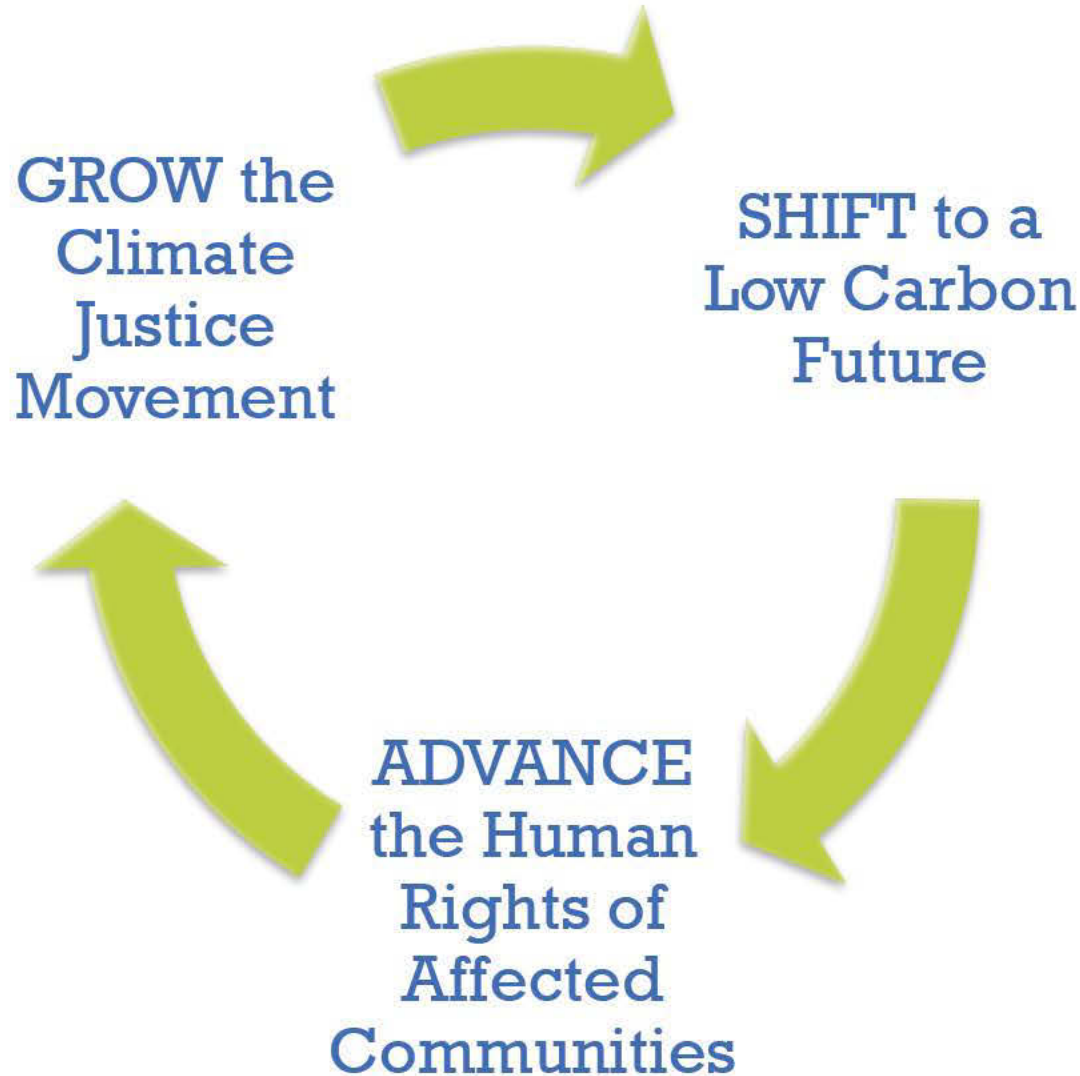 GROW the
Climate
Justice
Movement
SHIFT to a
Low Carbon
Future
ADVANCE
the Human
Rights of
Affected
Communities